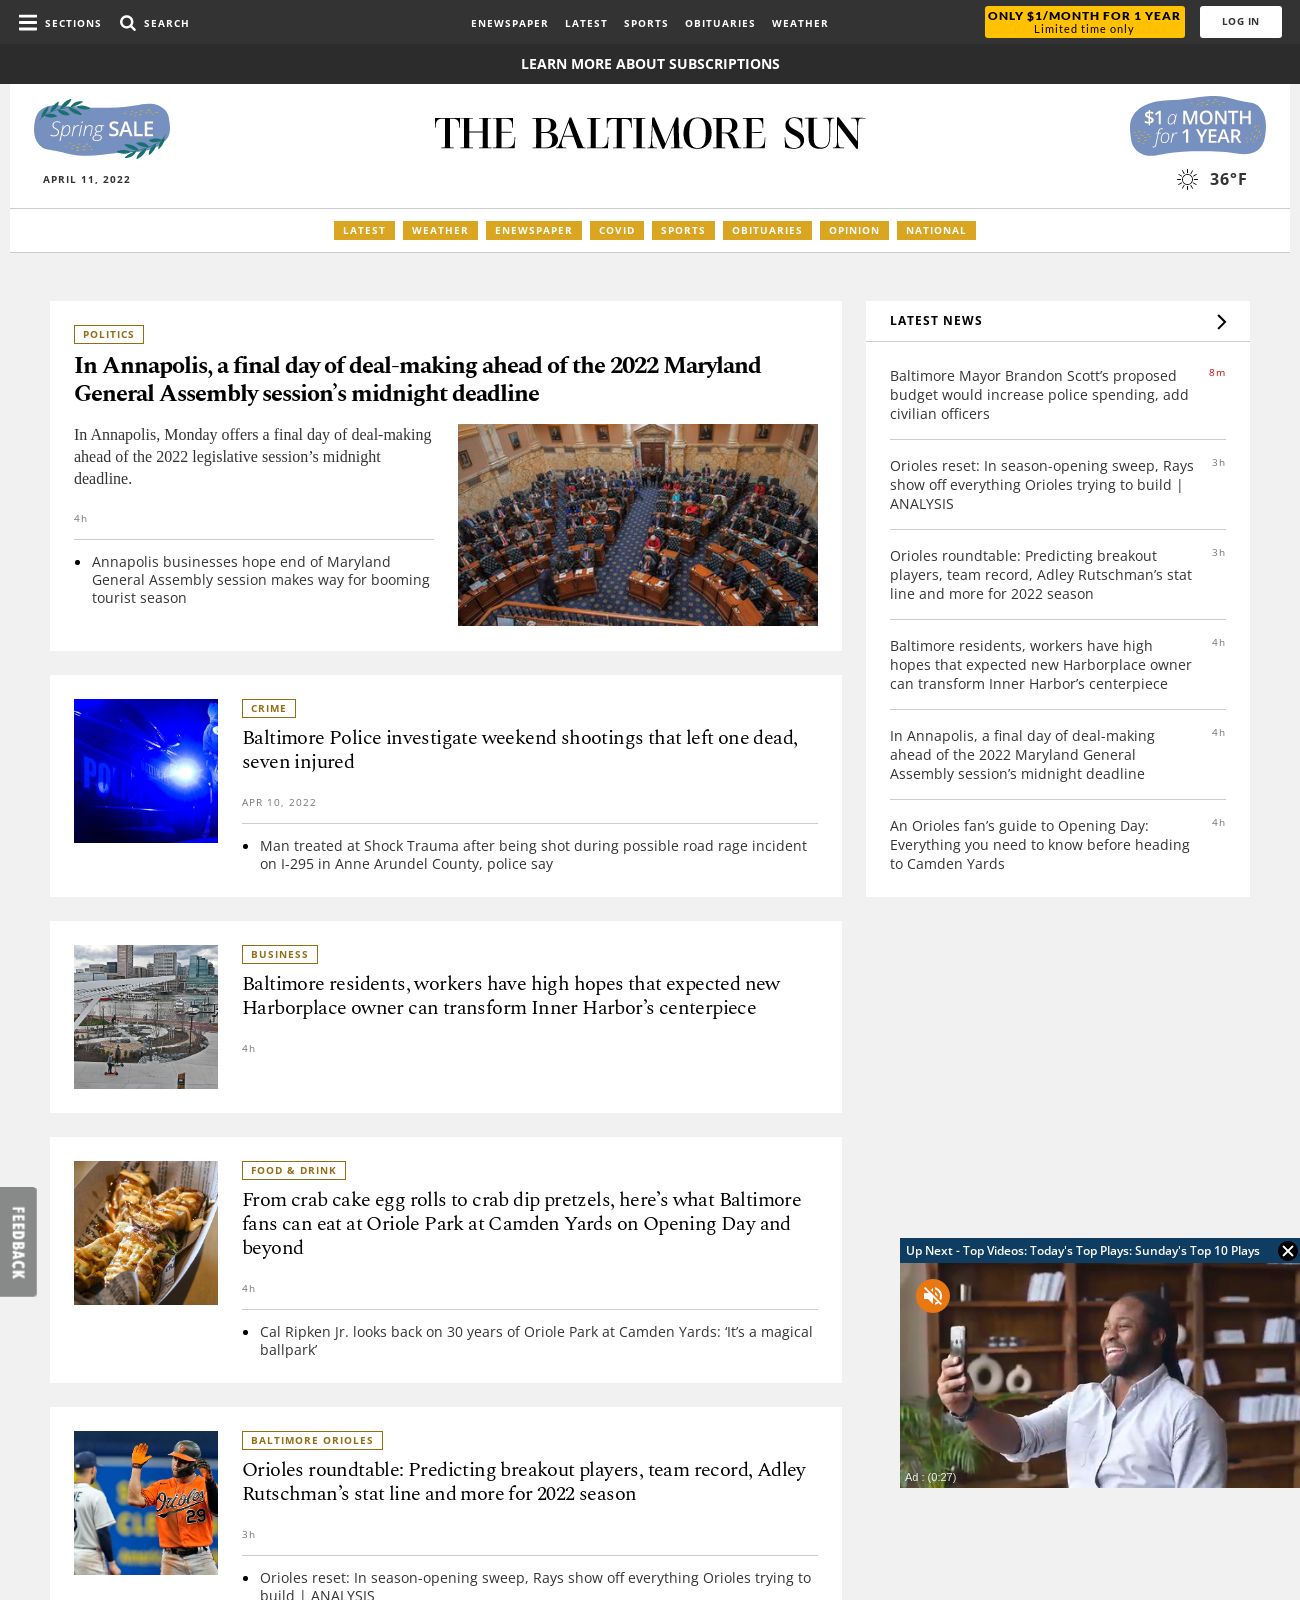 SECTIONS
SEARCH
ENEWSPAPER
LATEST
SPORTS
OBITUARIES
WEATHER
ONLY $1/MONTH FOR 1 YEAR
Limited time only
LOG IN
LEARN MORE ABOUT SUBSCRIPTIONS
Spring SALE
THE BALTIMORE SUN
$1 a MONTH
for 1 YEAR
APRIL 11, 2022
36°F
LATEST
WEATHER
ENEWSPAPER
COVID
SPORTS
OBITUARIES
OPINION
NATIONAL
POLITICS
In Annapolis, a final day of deal-making ahead of the 2022 Maryland
General Assembly session’s midnight deadline
In Annapolis, Monday offers a final day of deal-making
ahead of the 2022 legislative session’s midnight
deadline.
4h
Annapolis businesses hope end of Maryland
General Assembly session makes way for booming
tourist season
CRIME
Baltimore Police investigate weekend shootings that left one dead,
seven injured
APR 10, 2022
Man treated at Shock Trauma after being shot during possible road rage incident
on I-295 in Anne Arundel County, police say
BUSINESS
Baltimore residents, workers have high hopes that expected new
Harborplace owner can transform Inner Harbor’s centerpiece
4h
FOOD & DRINK
From crab cake egg rolls to crab dip pretzels, here’s what Baltimore
fans can eat at Oriole Park at Camden Yards on Opening Day and
beyond
4h
Cal Ripken Jr. looks back on 30 years of Oriole Park at Camden Yards: ‘It’s a magical
ballpark’
BALTIMORE ORIOLES
Orioles roundtable: Predicting breakout players, team record, Adley
Rutschman’s stat line and more for 2022 season
3h
Orioles reset: In season-opening sweep, Rays show off everything Orioles trying to
build | ANALYSIS
Orioles
29
LATEST NEWS
Baltimore Mayor Brandon Scott’s proposed
budget would increase police spending, add
civilian officers
8m
Orioles reset: In season-opening sweep, Rays
show off everything Orioles trying to build |
ANALYSIS
3h
Orioles roundtable: Predicting breakout
players, team record, Adley Rutschman’s stat
line and more for 2022 season
3h
Baltimore residents, workers have high
hopes that expected new Harborplace owner
can transform Inner Harbor’s centerpiece
4h
In Annapolis, a final day of deal-making
ahead of the 2022 Maryland General
Assembly session’s midnight deadline
4h
An Orioles fan’s guide to Opening Day:
Everything you need to know before heading
to Camden Yards
4h
FEEDBACK
Up Next - Top Videos: Today's Top Plays: Sunday's Top 10 Plays
Ad : (0:27)